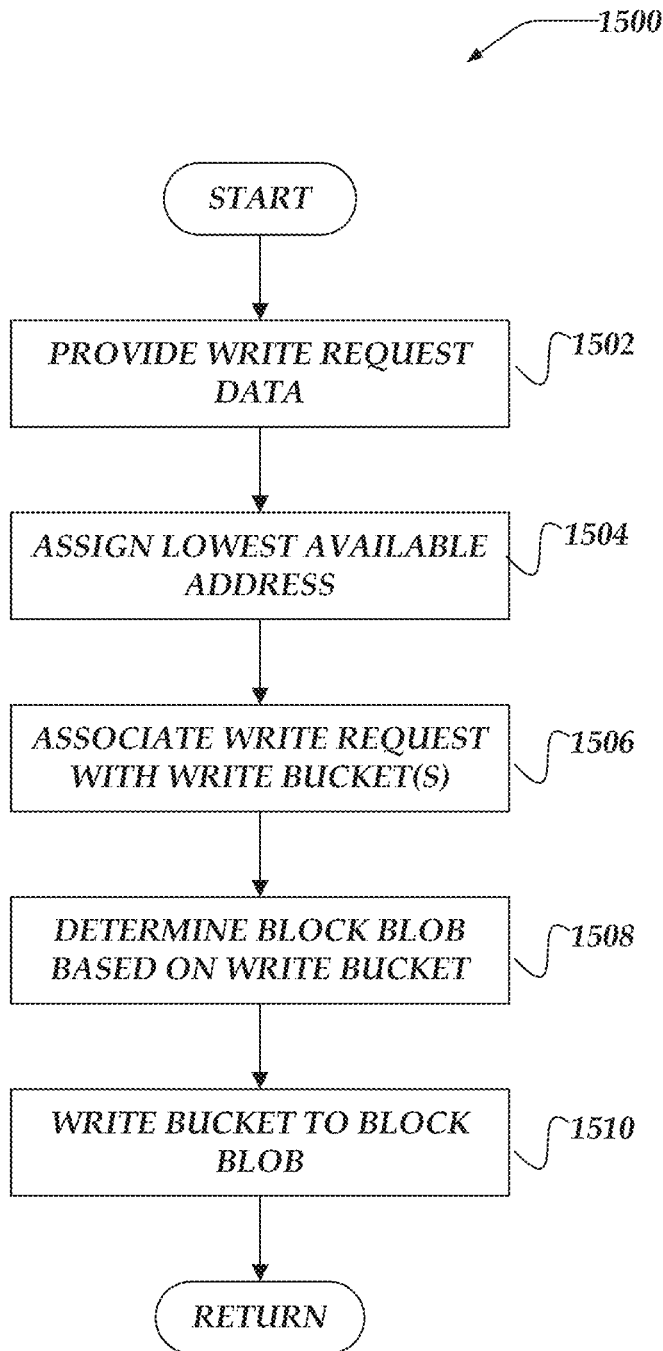 1500
START
PROVIDE WRITE REQUEST
DATA
1502
ASSIGN LOWEST AVAILABLE
ADDRESS
1504
ASSOCIATE WRITE REQUEST
WITH WRITE BUCKET(S)
1506
DETERMINE BLOCK BLOB
BASED ON WRITE BUCKET
1508
WRITE BUCKET TO BLOCK
BLOB
1510
RETURN